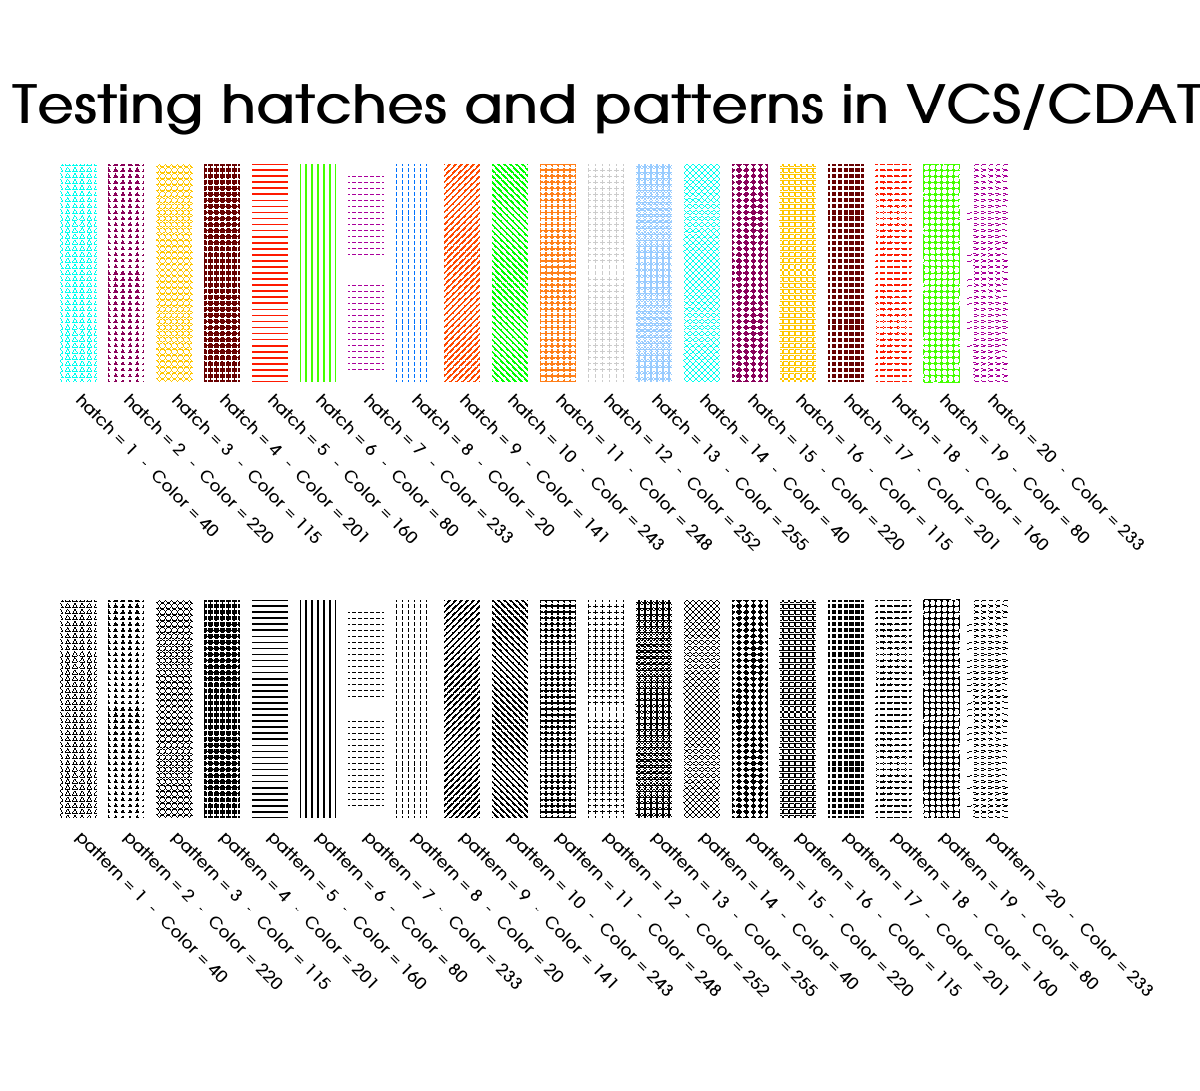 Testing hatches and patterns in VCS/CDAT
hatch = 1 - Color = 40
hatch = 2 - Color = 220
hatch = 3 - Color = 115
hatch = 4 - Color = 201
hatch = 5 - Color = 160
hatch = 6 - Color = 80
hatch = 7 - Color = 233
hatch = 8 - Color = 20
hatch = 9 - Color = 141
hatch = 10 - Color = 243
hatch = 11 - Color = 248
hatch = 12 - Color = 252
hatch = 13 - Color = 255
hatch = 14 - Color = 40
hatch = 15 - Color = 220
hatch = 16 - Color = 115
hatch = 17 - Color = 201
hatch = 18 - Color = 160
hatch = 19 - Color = 80
hatch = 20 - Color = 233
pattern = 1 - Color = 40
pattern = 2 - Color = 220
pattern = 3 - Color = 115
pattern = 4 - Color = 201
pattern = 5 - Color = 160
pattern = 6 - Color = 80
pattern = 7 - Color = 233
pattern = 8 - Color = 20
pattern = 9 - Color = 141
pattern = 10 - Color = 243
pattern = 11 - Color = 248
pattern = 12 - Color = 252
pattern = 13 - Color = 255
pattern = 14 - Color = 40
pattern = 15 - Color = 220
pattern = 16 - Color = 115
pattern = 17 - Color = 201
pattern = 18 - Color = 160
pattern = 19 - Color = 80
pattern = 20 - Color = 233